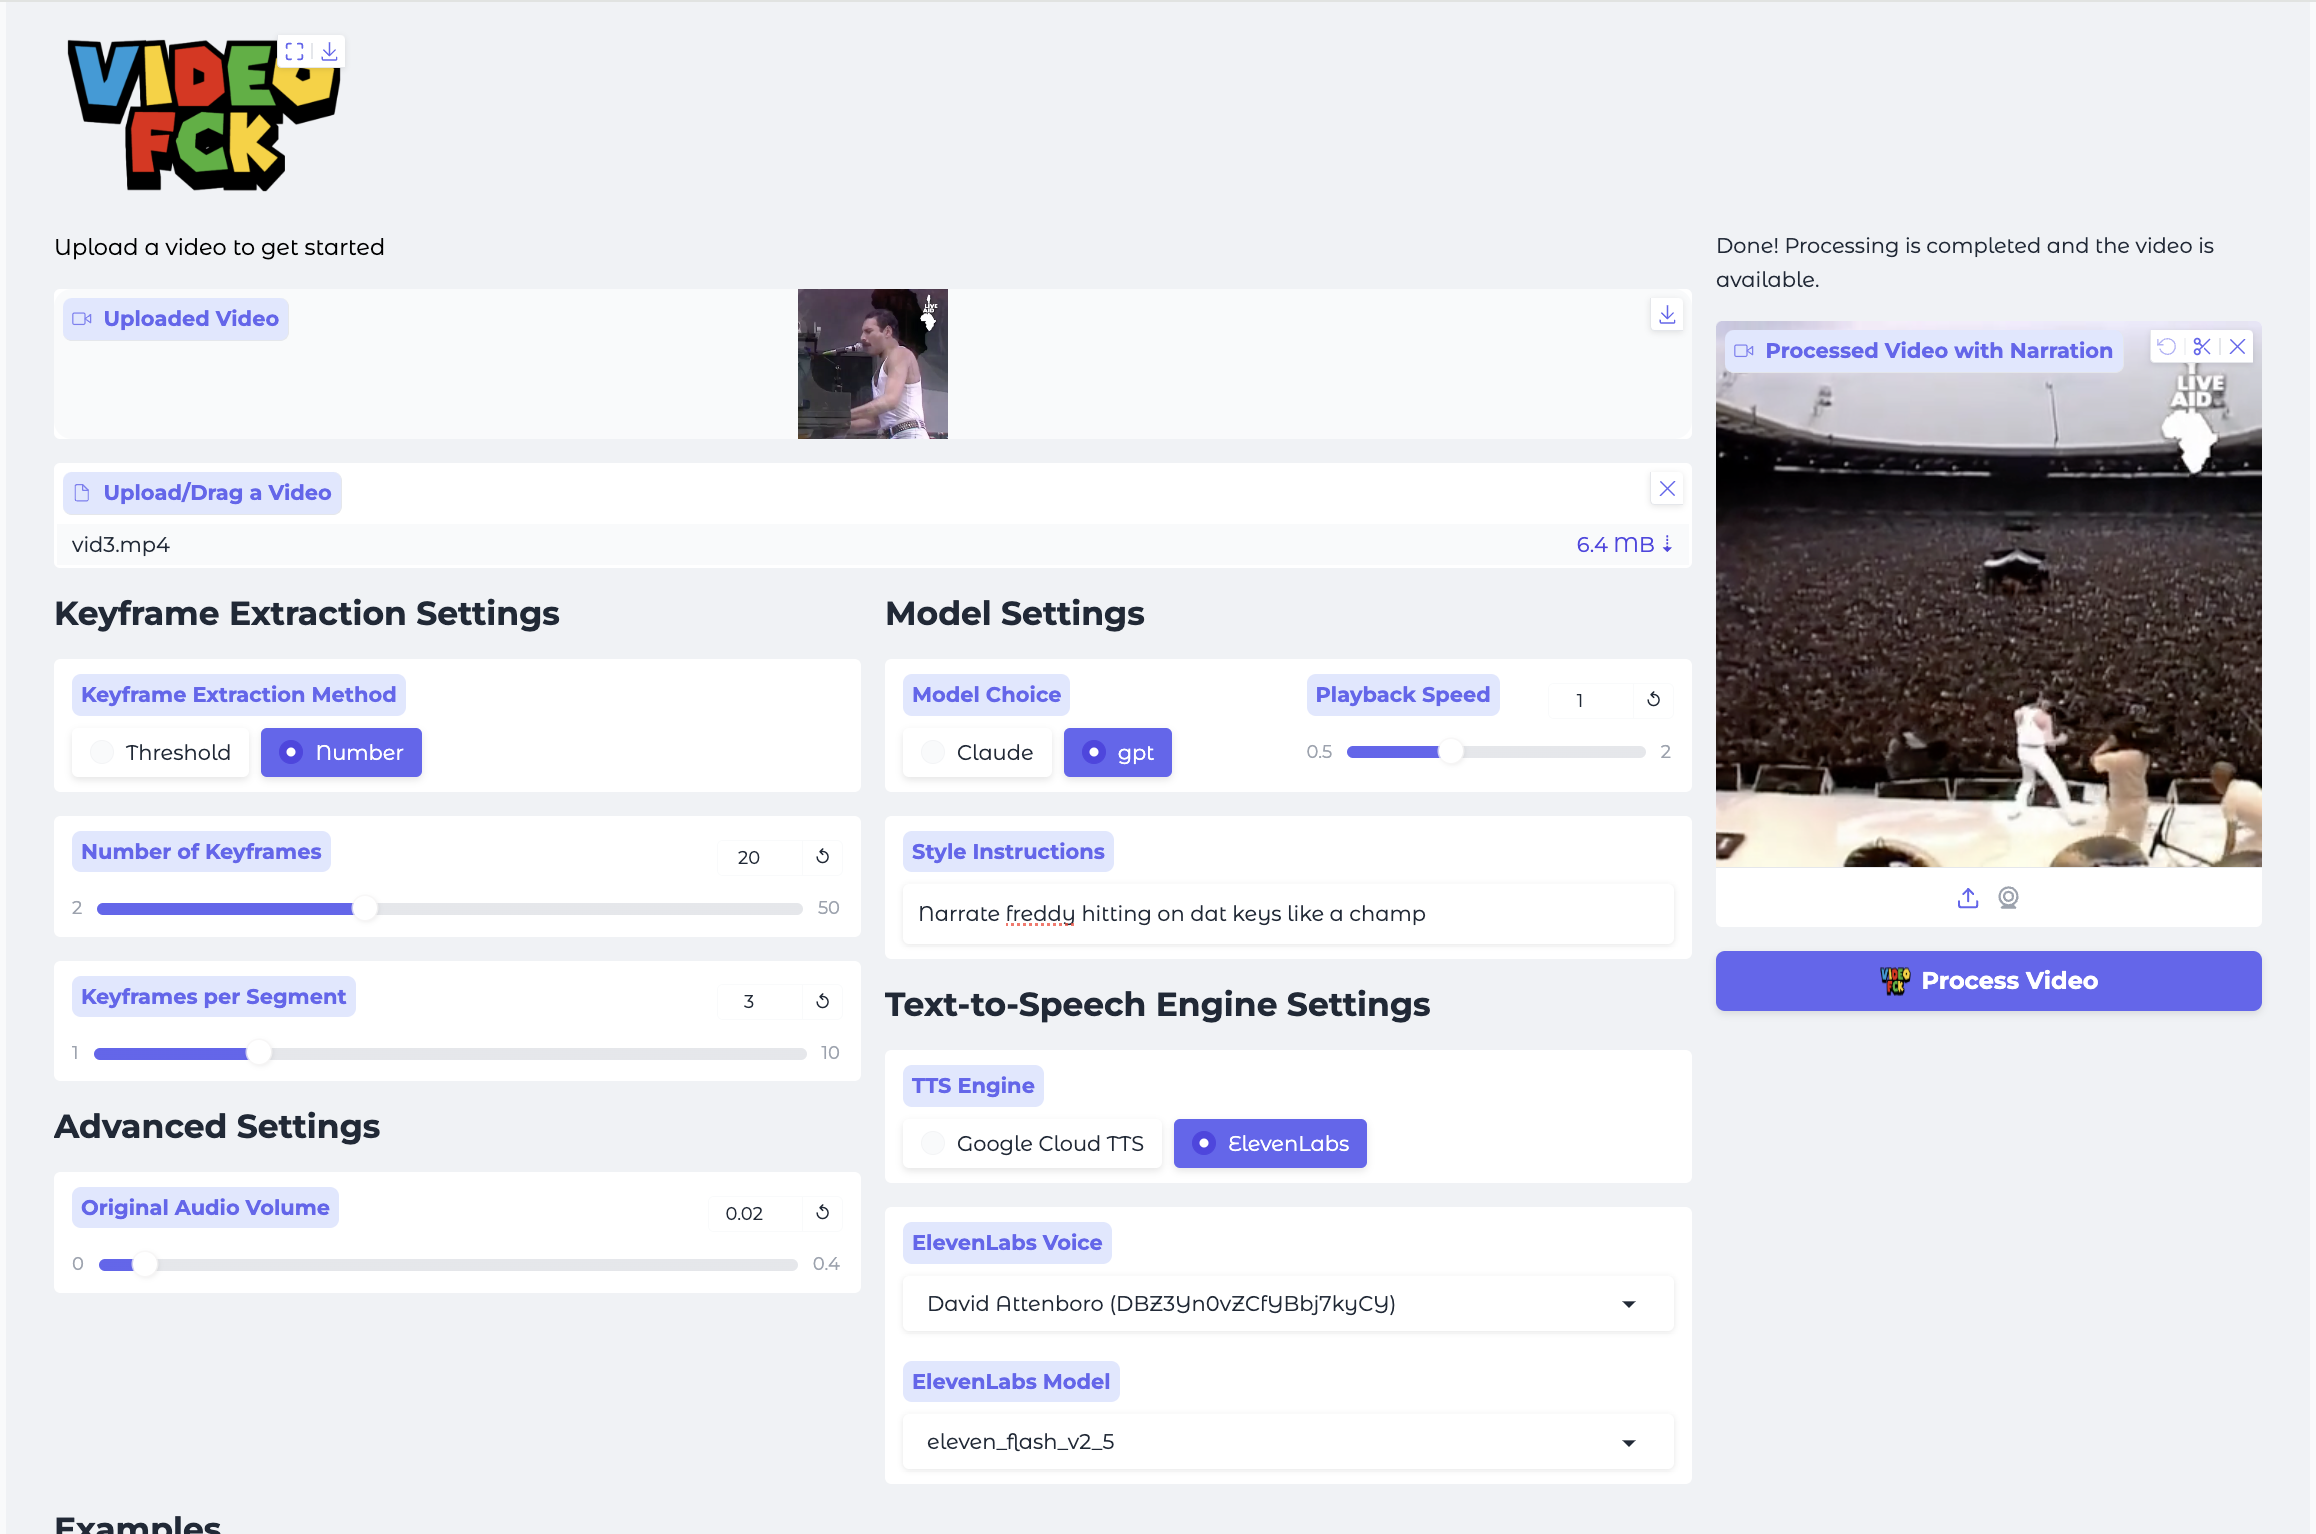 VIDEO
FCK
Upload a video to get started
Uploaded Video
LIVE
AID
Upload/Drag a Video
vid3.mp4
6.4 MB ⇣
Keyframe Extraction Settings
Keyframe Extraction Method
Threshold
Number
Number of Keyframes
20
2
50
Keyframes per Segment
3
1
10
Advanced Settings
Original Audio Volume
0.02
0
0.4
Model Settings
Model Choice
Claude
gpt
Playback Speed
1
0.5
2
Style Instructions
Narrate freddy hitting on dat keys like a champ
Text-to-Speech Engine Settings
TTS Engine
Google Cloud TTS
ElevenLabs
ElevenLabs Voice
David Attenboro (DBZ3Yn0vZCfYBbj7kyCY)
ElevenLabs Model
eleven_flash_v2_5
Done! Processing is completed and the video is
available.
Processed Video with Narration
LIVE
AID
VIDEO
FCK
Process Video
Examples